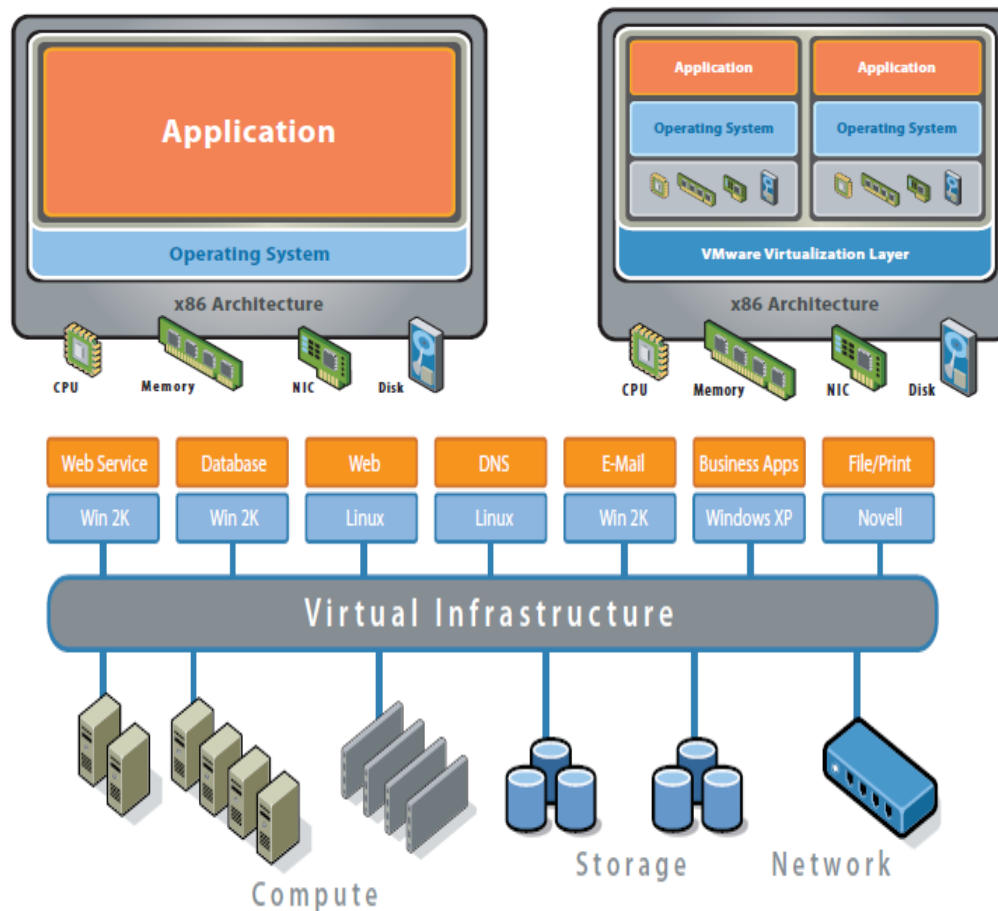 Application
Operating System
x86 Architecture
CPU
Memory
NIC
Disk
Application
Application
Operating System
Operating System
VMware Virtualization Layer
x86 Architecture
CPU
Memory
NIC
Disk
Web Service
Database
Web
DNS
E-Mail
Business Apps
File/Print
Win 2K
Win 2K
Linux
Linux
Win 2K
Windows XP
Novell
Virtual Infrastructure
Compute
Storage
Network